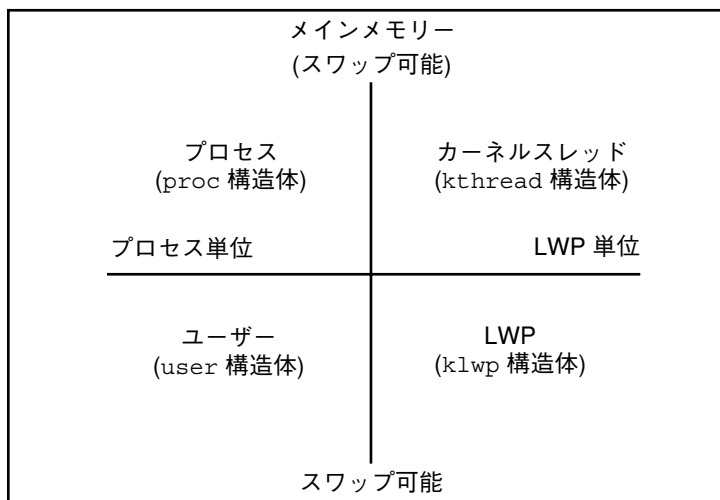 メインメモリー
(スワップ可能)
プロセス
(proc 構造体)
カーネルスレッド
(kthread 構造体)
プロセス単位
LWP 単位
ユーザー
(user 構造体)
LWP
(klwp 構造体)
スワップ可能